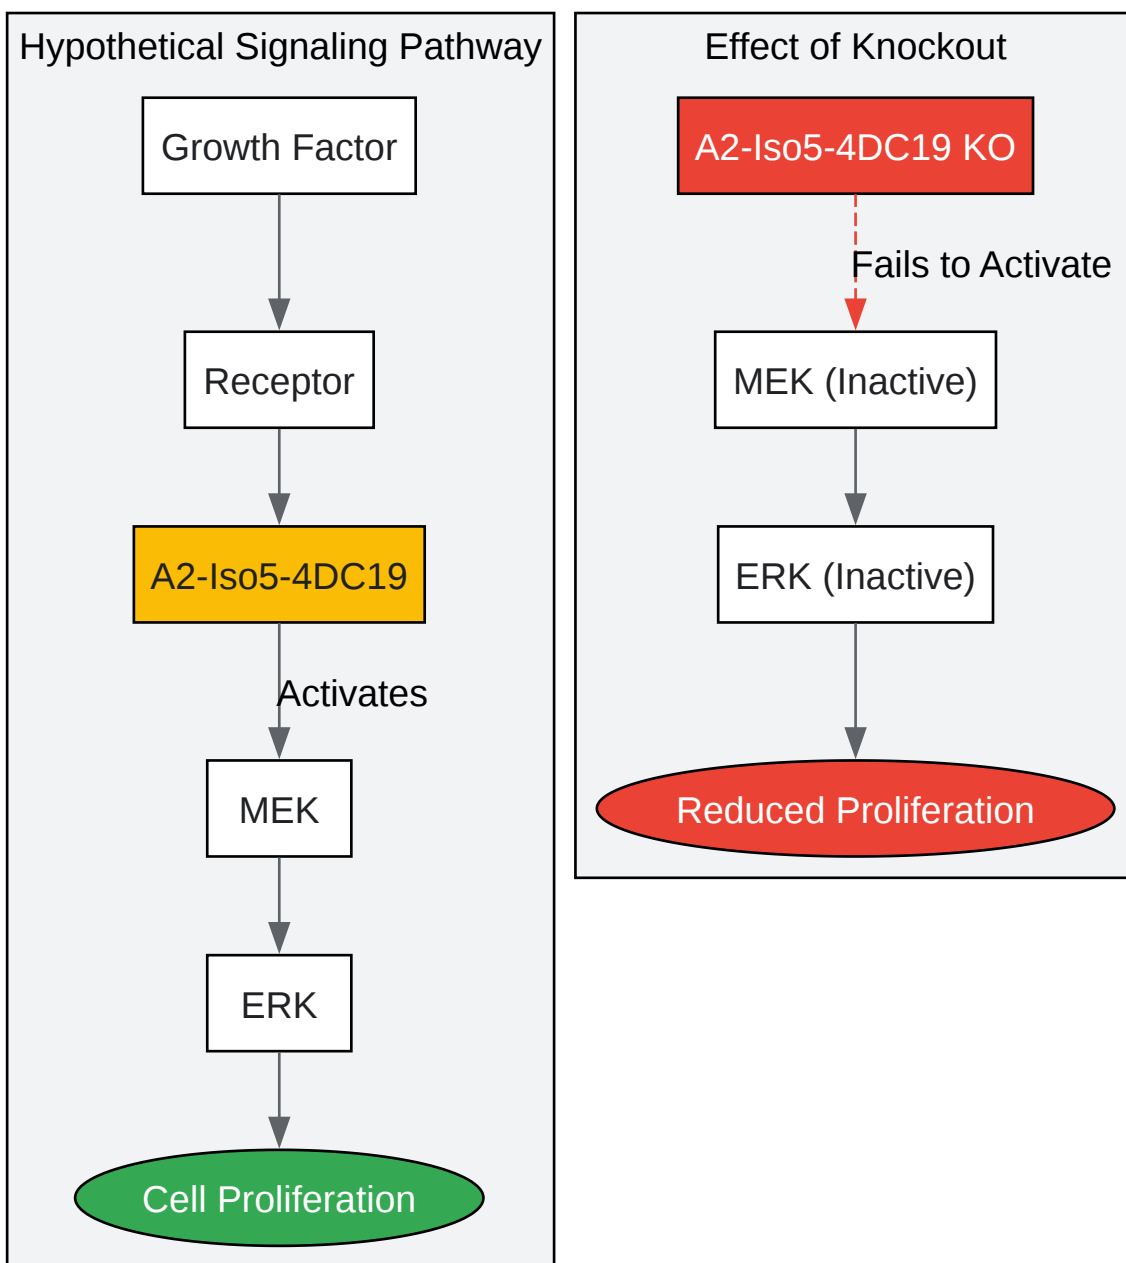 Hypothetical Signaling Pathway
Growth Factor
Receptor
A2-Iso5-4DC19
Activates
MEK
ERK
Cell Proliferation
Effect of Knockout
A2-Iso5-4DC19 KO
Fails to Activate
MEK (Inactive)
ERK (Inactive)
Reduced Proliferation